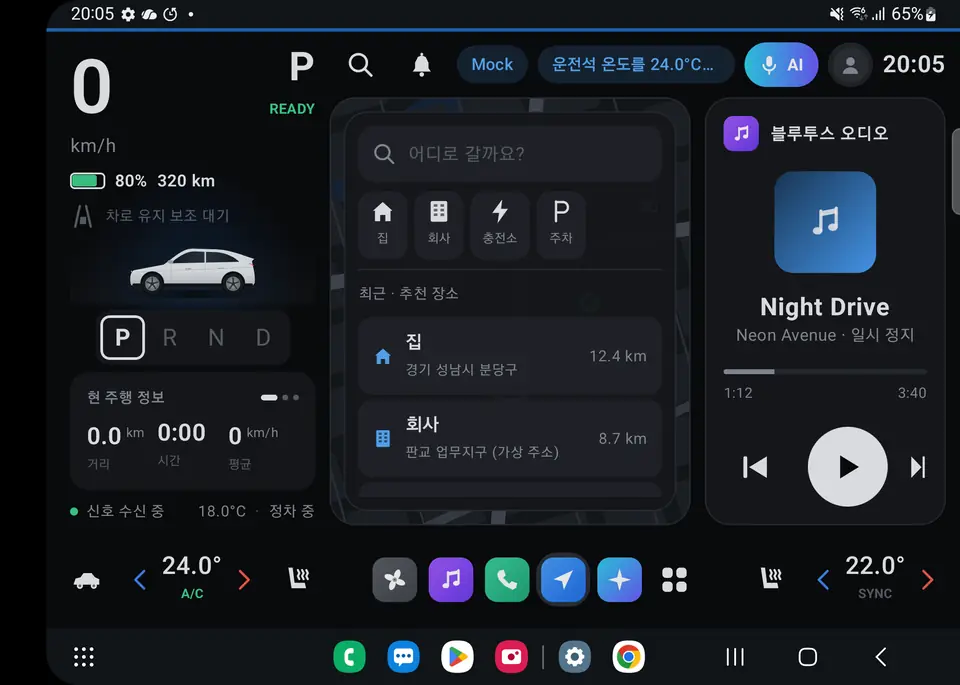 20:05
65%
0
P
READY
km/h
80% 320 km
차로 유지 보조 대기
P R N D
현 주행 정보
0.0 km 0:00 0 km/h
거리 시간 평균
신호 수신 중 18.0°C · 정차 중
Mock
운전석 온도를 24.0°C...
AI
20:05
어디로 갈까요?
집 회사 충전소 주차
P
최근 · 추천 장소
집
경기 성남시 분당구
12.4 km
회사
판교 업무지구 (가상 주소)
8.7 km
블루투스 오디오
Night Drive
Neon Avenue · 일시 정지
1:12 3:40
24.0°
A/C
22.0°
SYNC